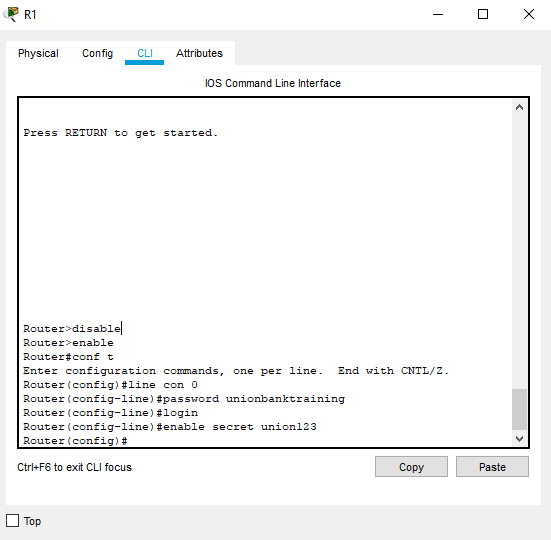 R1
Physical Config CLI Attributes
IOS Command Line Interface
Press RETURN to get started.
Router>disable
Router>enable
Router#conf t
Enter configuration commands, one per line.  End with CNTL/Z.
Router(config)#line con 0
Router(config-line)#password unionbanktraining
Router(config-line)#login
Router(config-line)#enable secret union123
Router(config)#
Ctrl+F6 to exit CLI focus
Copy Paste
Top